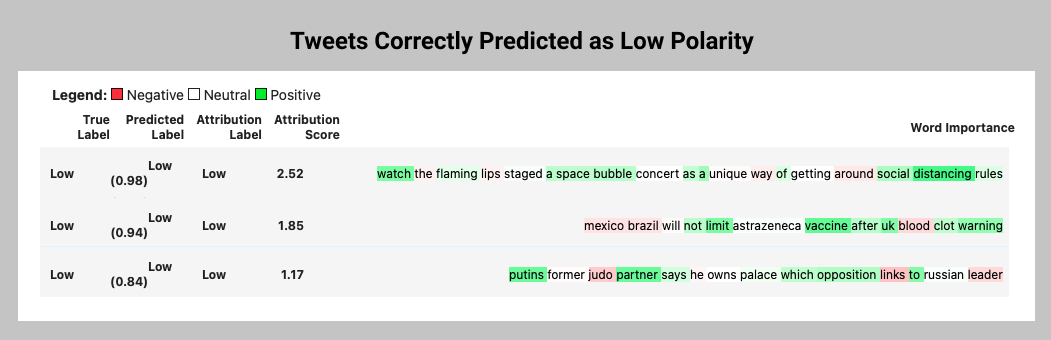 Tweets Correctly Predicted as Low Polarity
Legend: Negative Neutral Positive
True Label Predicted Label Attribution Label Attribution Score Word Importance
Low Low (0.98) Low 2.52 watch the flaming lips staged a space bubble concert as a unique way of getting around social distancing rules
Low Low (0.94) Low 1.85 mexico brazil will not limit astrazeneca vaccine after uk blood clot warning
Low Low (0.84) Low 1.17 putins former judo partner says he owns palace which opposition links to russian leader